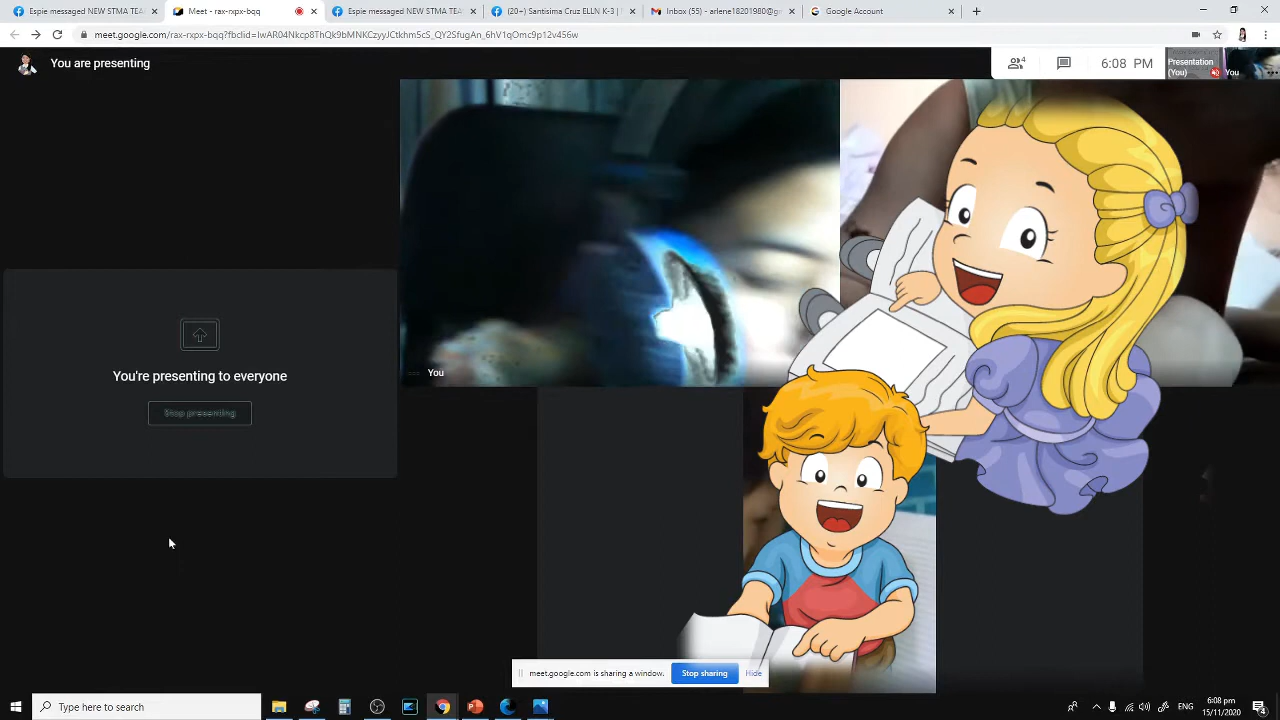 Espie messaged NEW STMA TEA
Meet - rax-rxpx-bqq
Espie messaged NEW STMA TEA
(20+) Santisima Cruz ELLN K-3 |
Inbox (55) - arlene18201980@g
Google Account
You are presenting
4
6:08 PM
Presentation
(You)
You
You're presenting to everyone
Stop presenting
You
meet.google.com is sharing a window.
Stop sharing
Hide
Type here to search
ENG
6:08 pm
15/11/2020